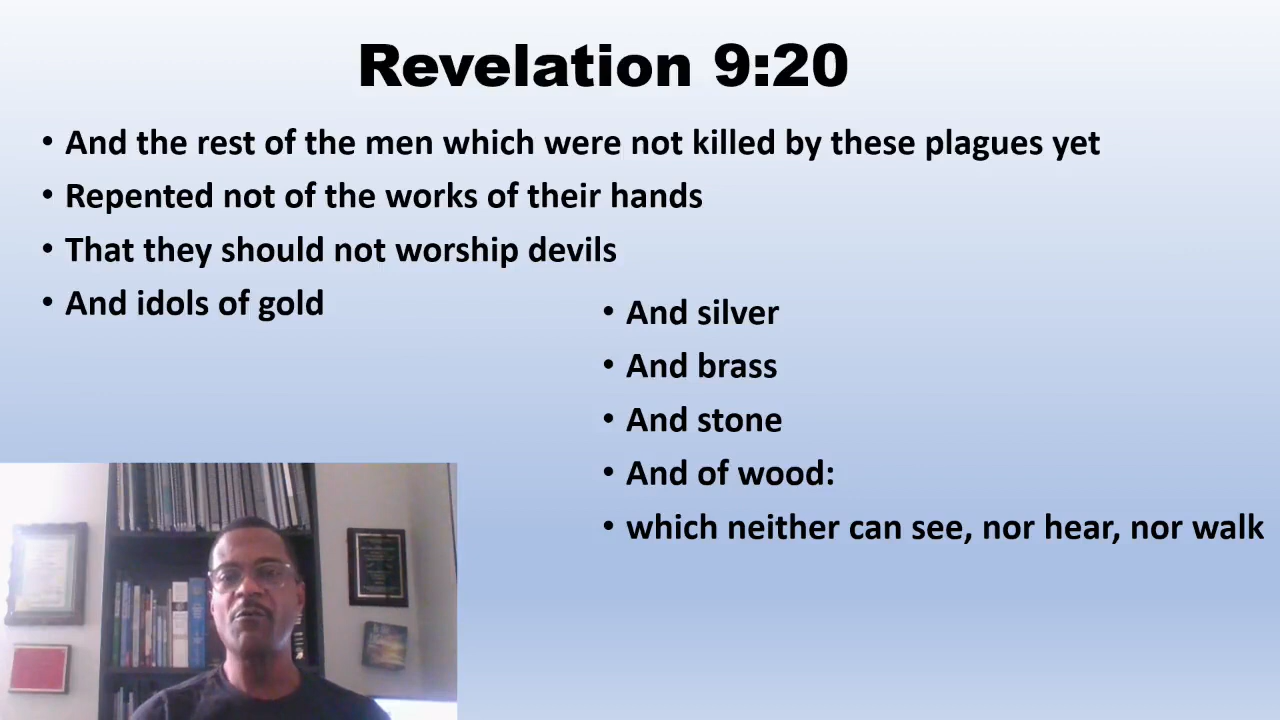 Revelation 9:20
• And the rest of the men which were not killed by these plagues yet
• Repented not of the works of their hands
• That they should not worship devils
• And idols of gold
• And silver
• And brass
• And stone
• And of wood:
• which neither can see, nor hear, nor walk